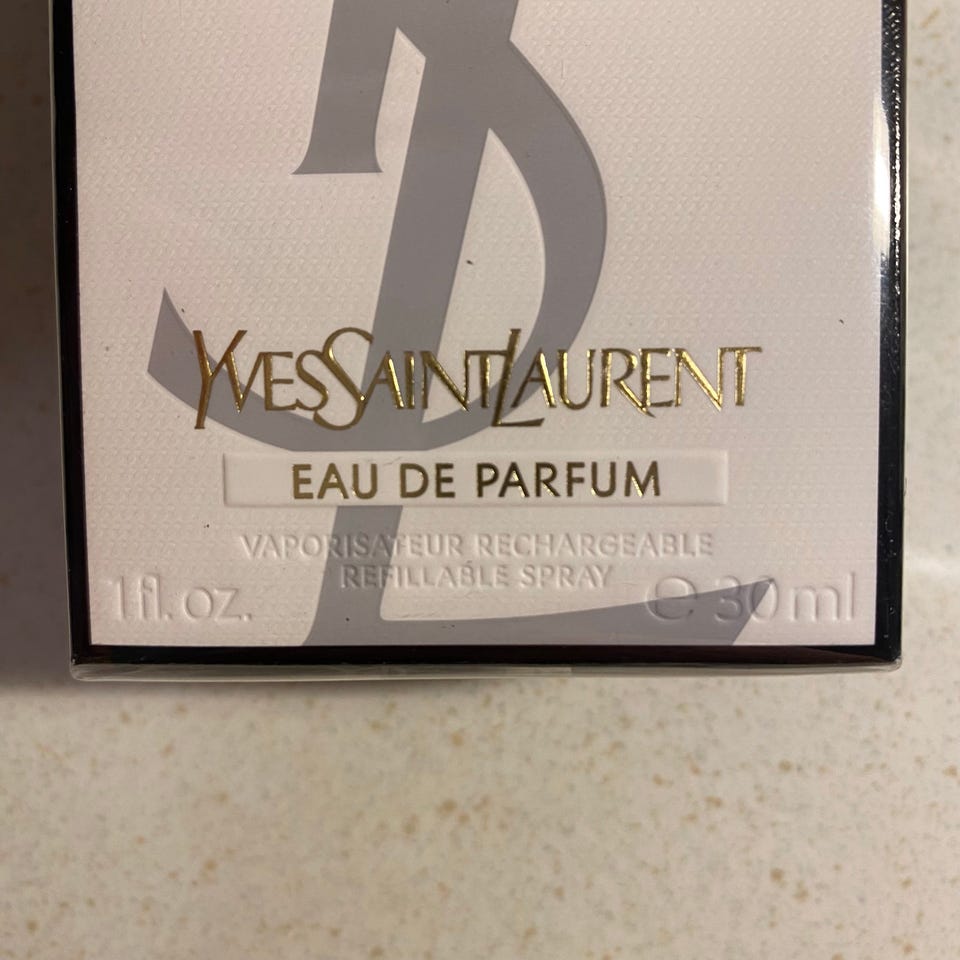 YVESSAINTLAURENT
EAU DE PARFUM
VAPORISATEUR RECHARGEABLE
REFILLABLE SPRAY
1 fl. oz. ℮ 30 ml